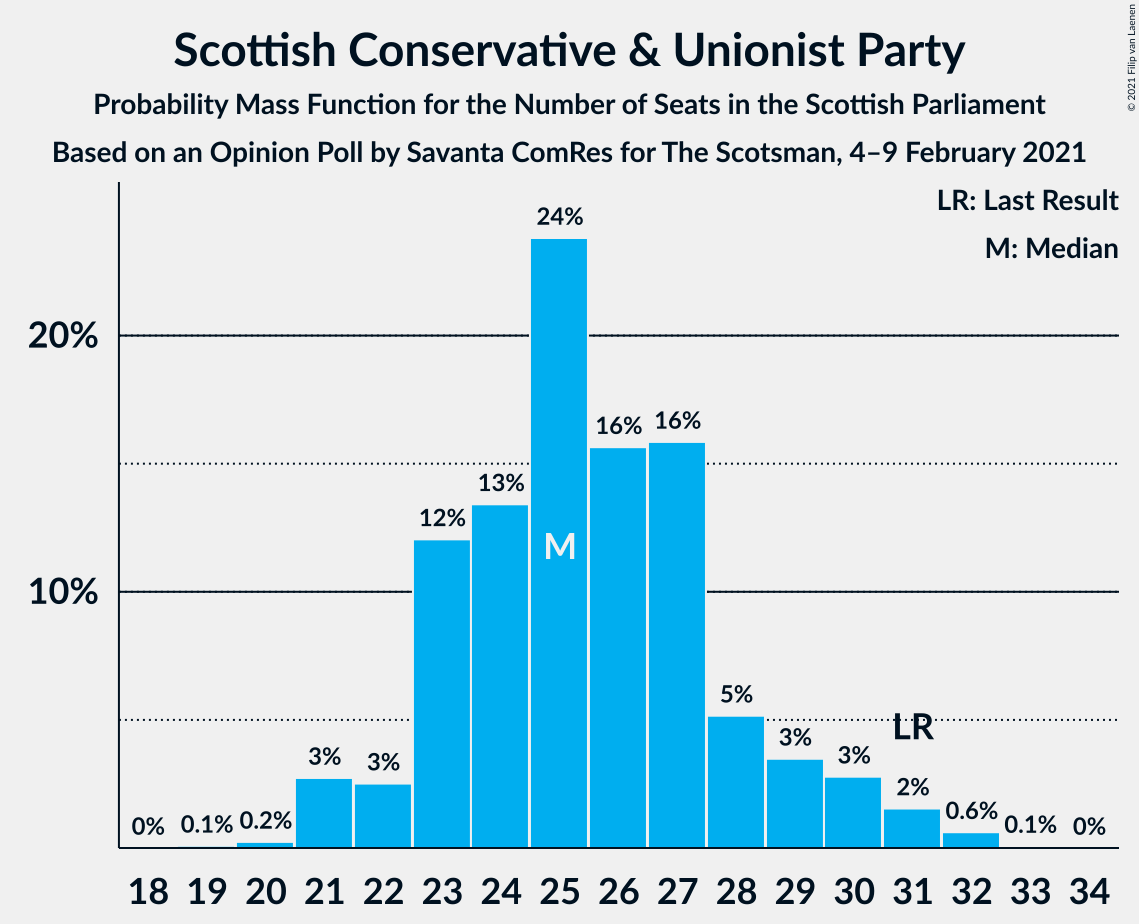 Scottish Conservative & Unionist Party
Probability Mass Function for the Number of Seats in the Scottish Parliament
Based on an Opinion Poll by Savanta ComRes for The Scotsman, 4–9 February 2021
© 2021 Filip van Laenen
LR: Last Result
M: Median
20%
10%
0% 0.1% 0.2% 3% 3% 12% 13% 24% 16% 16% 5% 3% 3% 2% 0.6% 0.1% 0%
M
LR
18 19 20 21 22 23 24 25 26 27 28 29 30 31 32 33 34